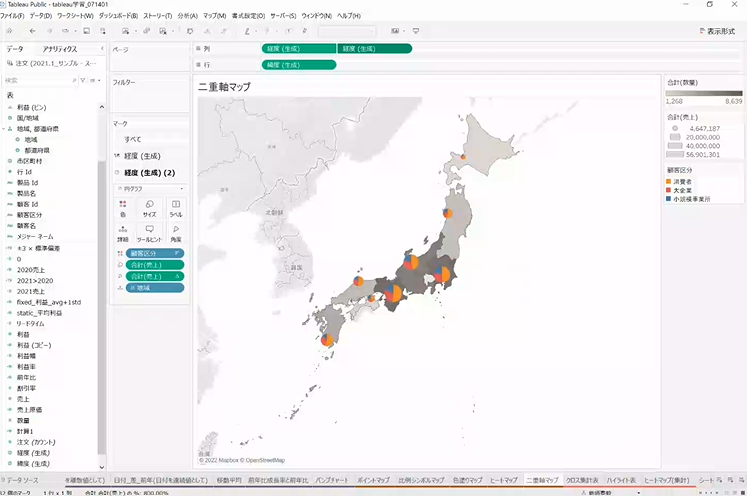 Tableau Public - tableau学習_071401
ファイル(F) データ(D) ワークシート(W) ダッシュボード(B) ストーリー(T) 分析(A) マップ(M) 書式設定(O) サーバー(S) ウィンドウ(N) ヘルプ(H)
表示形式
データ アナリティクス
注文 (2021.1_サンプル - ス...
検索
表
利益 (ビン)
国/地域
地域, 都道府県
地域
都道府県
市区町村
行 Id
製品 Id
製品名
顧客 Id
顧客区分
顧客名
メジャー ネーム
±3 × 標準偏差
0
2020売上
2021>2020
2021売上
fixed_利益_avg+1std
static_平均利益
リードタイム
利益
利益 (コピー)
利益幅
利益率
前年比
割引率
売上
売上原価
数量
計算1
注文 (カウント)
経度 (生成)
緯度 (生成)
ページ
フィルター
マーク
すべて
経度 (生成)
経度 (生成) (2)
円グラフ
色 サイズ ラベル
詳細 ツールヒント 角度
顧客区分
合計(売上)
合計(売上)
地域
列 経度 (生成) 経度 (生成)
行 緯度 (生成)
二重軸マップ
北朝鮮
韓国
台湾
© 2022 Mapbox © OpenStreetMap
合計(数量)
1,268 8,639
合計(売上)
4,647,187
20,000,000
40,000,000
56,901,301
顧客区分
消費者
大企業
小規模事業所
データ ソース を離散値として) 日付_差_前年(日付を連続値として) 移動平均 前年比成長率と前年比 バンプチャート ポイントマップ 比例シンボルマップ 色塗りマップ ヒートマップ 二重軸マップ クロス集計表 ハイライト表 ヒートマップ(集計) シート
1 行 x 1 列 合計 合計(売上) の %: 800.00%